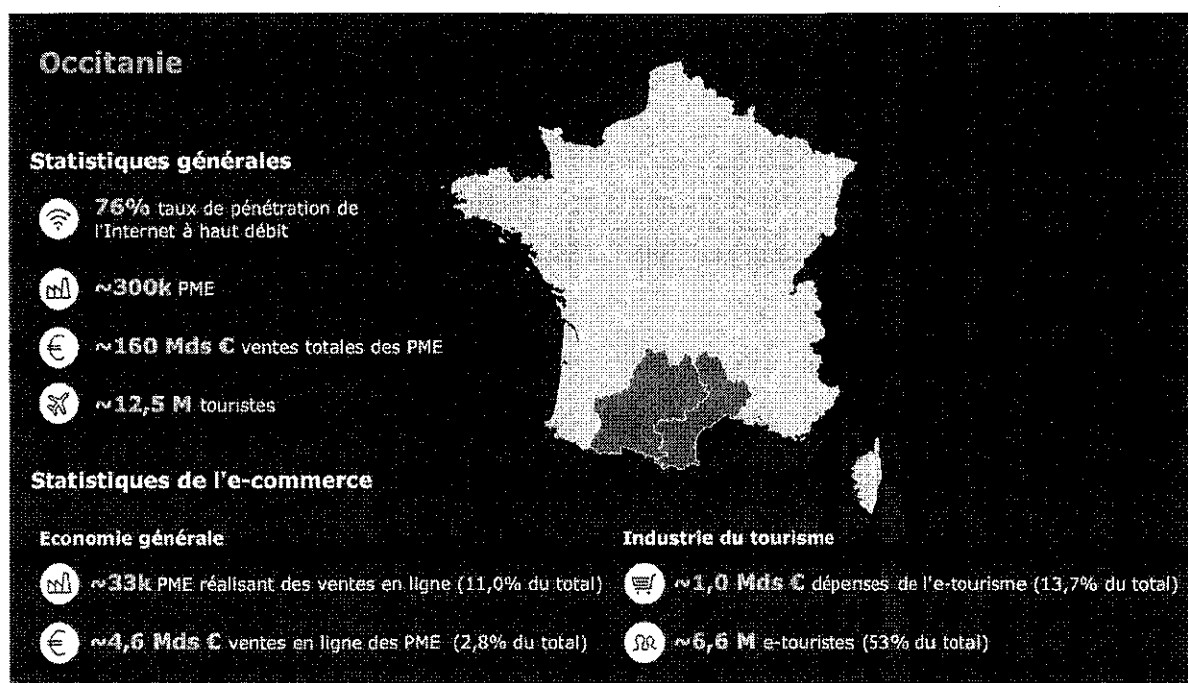 Occitanie
Statistiques générales
76% taux de pénétration de
l'Internet à haut débit
~300k PME
~160 Mds € ventes totales des PME
~12,5 M touristes
Statistiques de l'e-commerce
Economie générale
~33k PME réalisant des ventes en ligne (11,0% du total)
~4,6 Mds € ventes en ligne des PME (2,8% du total)
Industrie du tourisme
~1,0 Mds € dépenses de l'e-tourisme (13,7% du total)
~6,6 M e-touristes (53% du total)